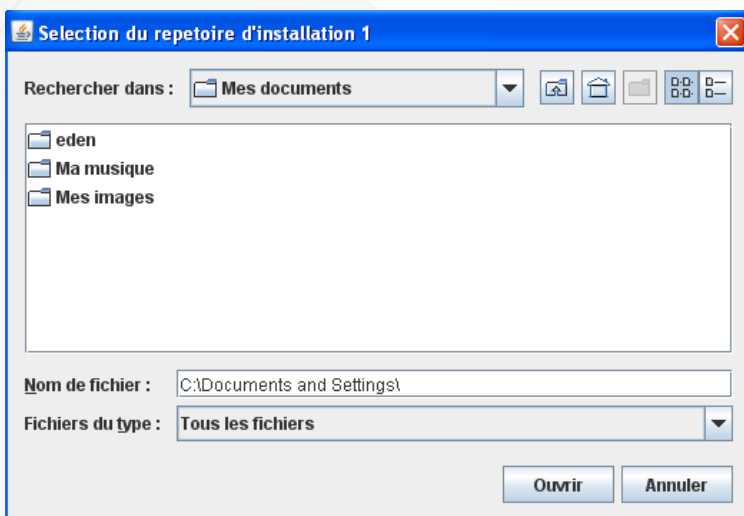 Selection du repetoire d'installation 1
Rechercher dans : Mes documents
eden
Ma musique
Mes images
Nom de fichier : C:\Documents and Settings\
Fichiers du type : Tous les fichiers
Ouvrir Annuler